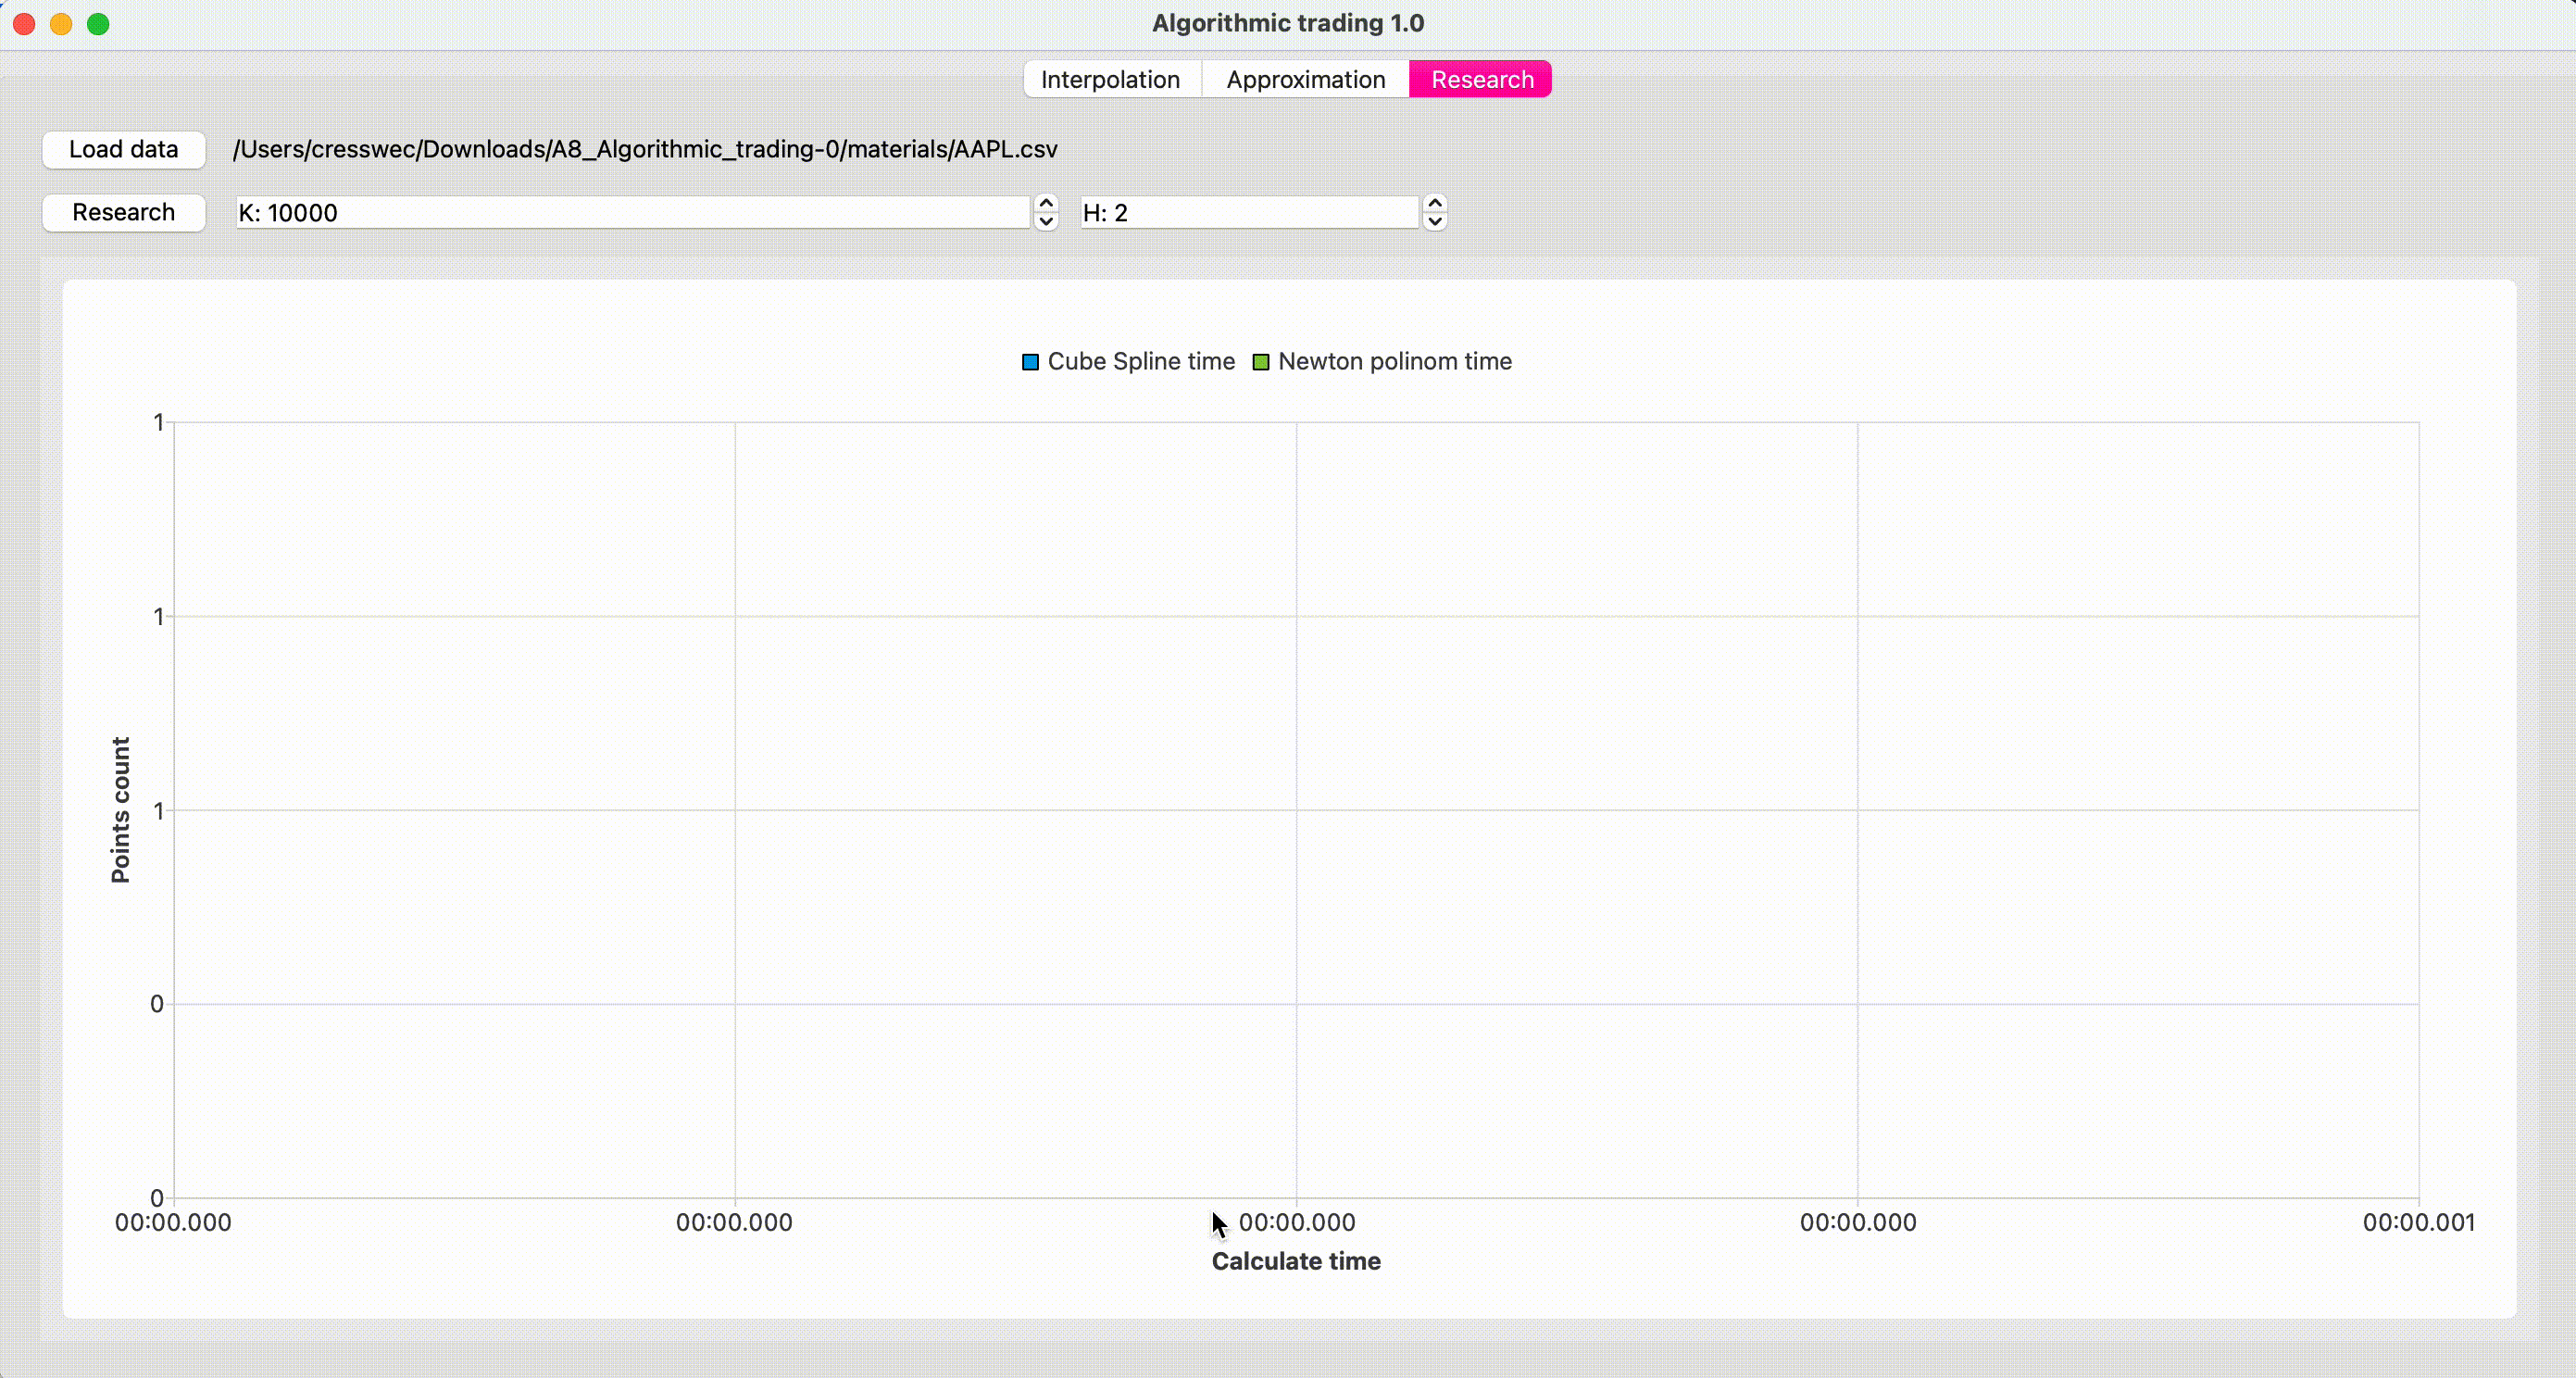 Algorithmic trading 1.0
Interpolation Approximation Research
Load data /Users/cresswec/Downloads/A8_Algorithmic_trading-0/materials/AAPL.csv
Research K: 10000 H: 2
Cube Spline time Newton polinom time
1
1
1
0
0
Points count
00:00.000 00:00.000 00:00.000 00:00.000 00:00.001
Calculate time